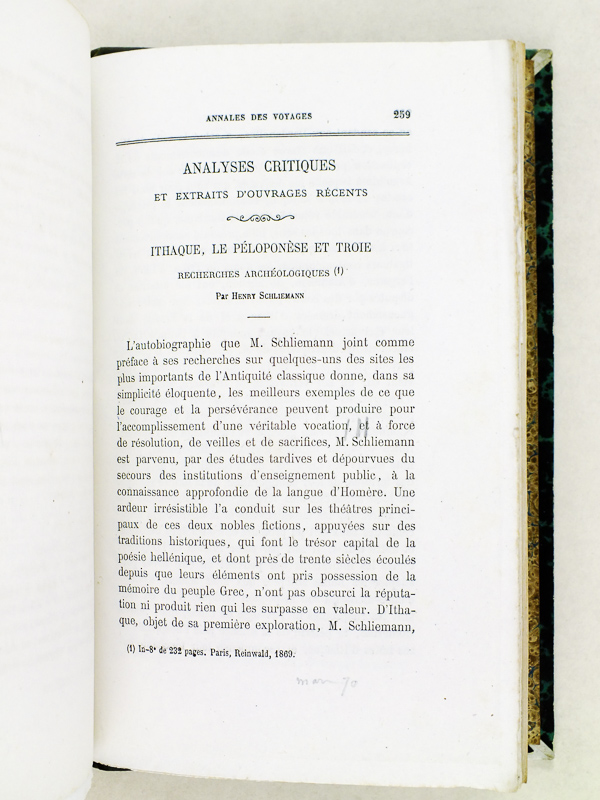 ANNALES DES VOYAGES 259
ANALYSES CRITIQUES
ET EXTRAITS D'OUVRAGES RÉCENTS
ITHAQUE, LE PÉLOPONÈSE ET TROIE
RECHERCHES ARCHÉOLOGIQUES (1)
Par HENRY SCHLIEMANN
L'autobiographie que M. Schliemann joint comme
préface à ses recherches sur quelques-uns des sites les
plus importants de l'Antiquité classique donne, dans sa
simplicité éloquente, les meilleurs exemples de ce que
le courage et la persévérance peuvent produire pour
l'accomplissement d'une véritable vocation, et à force
de résolution, de veilles et de sacrifices, M. Schliemann
est parvenu, par des études tardives et dépourvues du
secours des institutions d'enseignement public, à la
connaissance approfondie de la langue d'Homère. Une
ardeur irrésistible l'a conduit sur les théâtres princi-
paux de ces deux nobles fictions, appuyées sur des
traditions historiques, qui font le trésor capital de la
poésie hellénique, et dont près de trente siècles écoulés
depuis que leurs éléments ont pris possession de la
mémoire du peuple Grec, n'ont pas obscurci la réputa-
tion ni produit rien qui les surpasse en valeur. D'Itha-
que, objet de sa première exploration, M. Schliemann,
(1) In-8° de 232 pages. Paris, Reinwald, 1869.